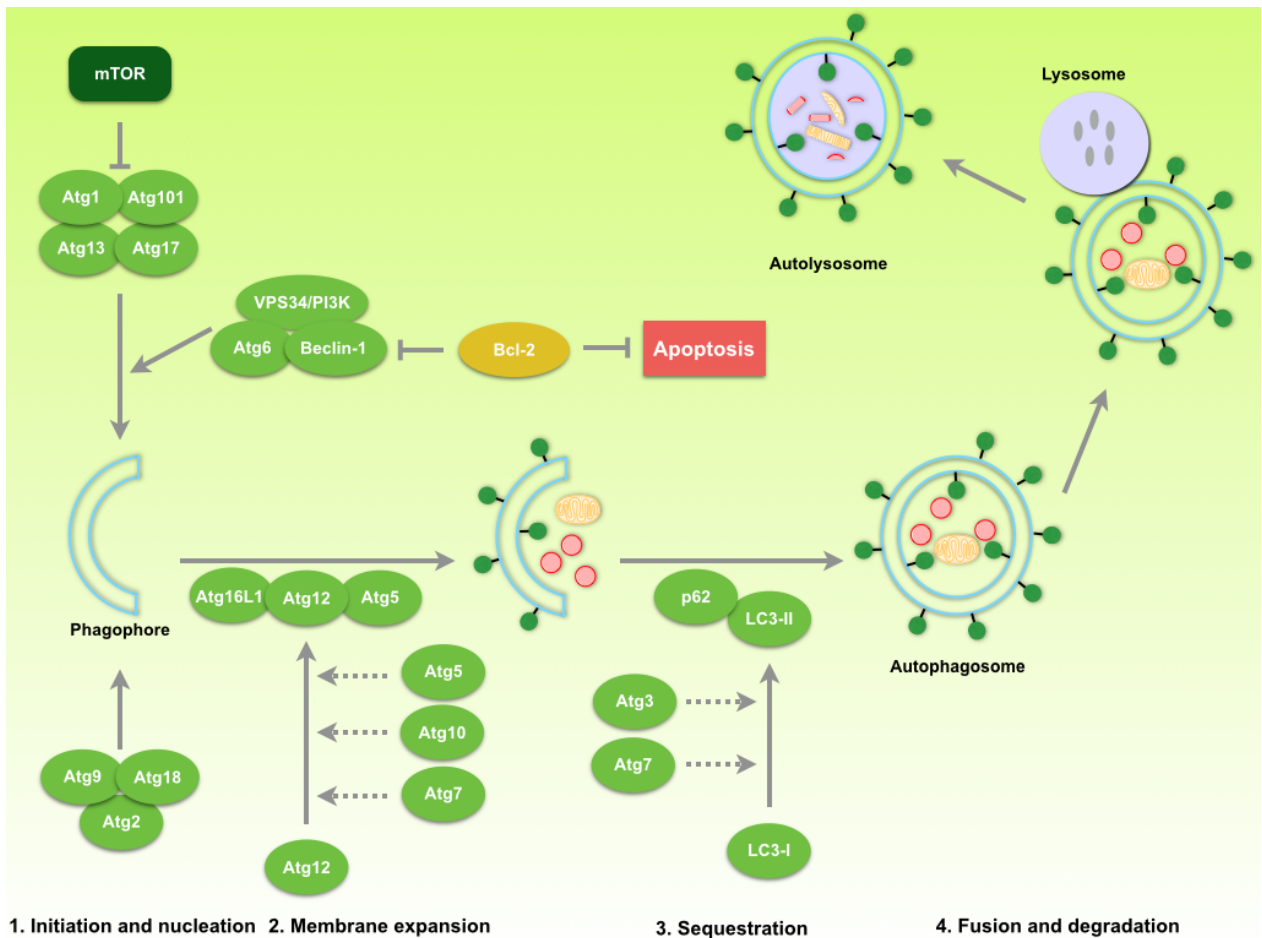 mTOR
Atg1
Atg101
Atg13
Atg17
VPS34/PI3K
Atg6
Beclin-1
Bcl-2
Apoptosis
Lysosome
Autolysosome
Phagophore
Atg16L1
Atg12
Atg5
p62
LC3-II
Autophagosome
Atg5
Atg10
Atg7
Atg3
Atg7
Atg9
Atg18
Atg2
Atg12
LC3-I
1. Initiation and nucleation
2. Membrane expansion
3. Sequestration
4. Fusion and degradation